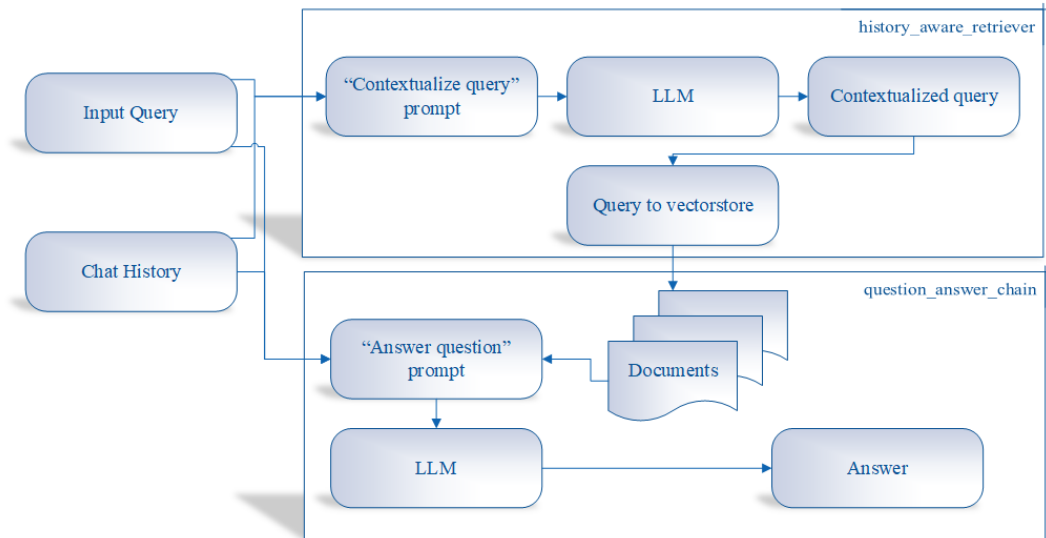 history_aware_retriever
Input Query
“Contextualize query”
prompt
LLM
Contextualized query
Query to vectorstore
Chat History
question_answer_chain
“Answer question”
prompt
Documents
LLM
Answer